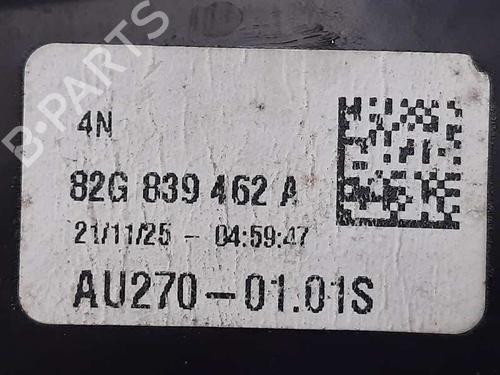 B-PARTS
4N
82G 839 462 A
21/11/25 - 04:59:47
AU270-01.01S